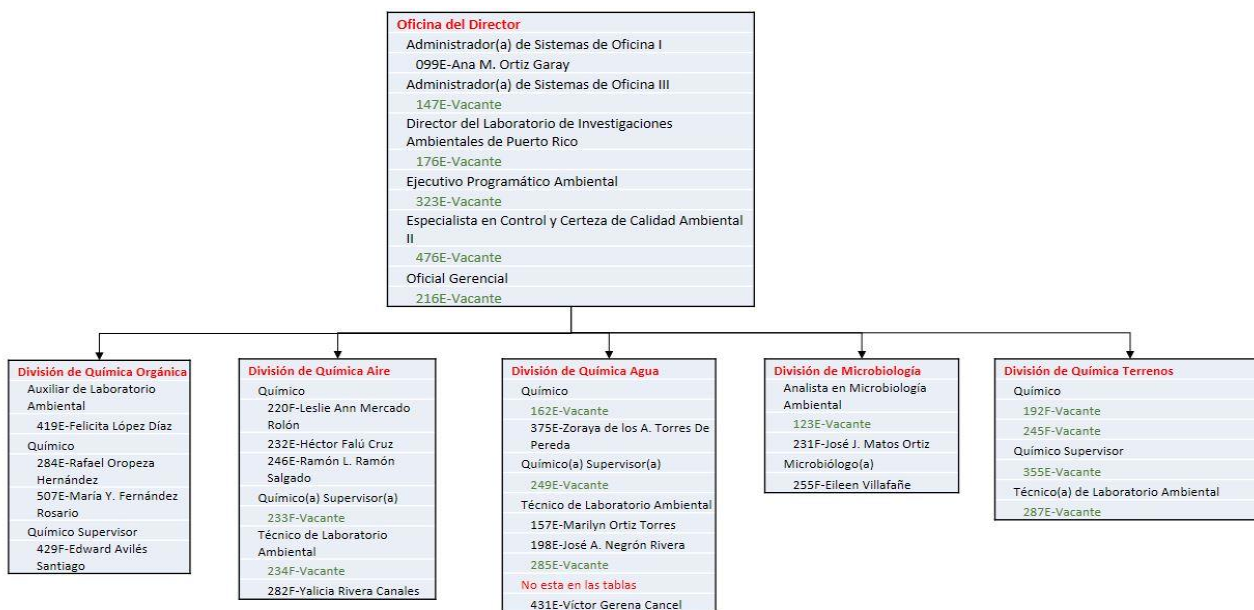 Oficina del Director
Administrador(a) de Sistemas de Oficina I
099E-Ana M. Ortiz Garay
Administrador(a) de Sistemas de Oficina III
147E-Vacante
Director del Laboratorio de Investigaciones
Ambientales de Puerto Rico
176E-Vacante
Ejecutivo Programático Ambiental
323E-Vacante
Especialista en Control y Certeza de Calidad Ambiental
II
476E-Vacante
Oficial Gerencial
216E-Vacante
División de Química Orgánica
Auxiliar de Laboratorio
Ambiental
419E-Felicita López Díaz
Químico
284E-Rafael Oropeza
Hernández
507E-María Y. Fernández
Rosario
Químico Supervisor
429F-Edward Avilés
Santiago
División de Química Aire
Químico
220F-Leslie Ann Mercado
Rolón
232E-Héctor Falú Cruz
246E-Ramón L. Ramón
Salgado
Químico(a) Supervisor(a)
233F-Vacante
Técnico de Laboratorio
Ambiental
234F-Vacante
282F-Yalicia Rivera Canales
División de Química Agua
Químico
162E-Vacante
375E-Zoraya de los A. Torres De
Pereda
Químico(a) Supervisor(a)
249E-Vacante
Técnico de Laboratorio Ambiental
157E-Marilyn Ortiz Torres
198E-José A. Negrón Rivera
285E-Vacante
No esta en las tablas
431E-Víctor Gerena Cancel
División de Microbiología
Analista en Microbiología
Ambiental
123E-Vacante
231F-José J. Matos Ortiz
Microbiólogo(a)
255F-Eileen Villafañe
División de Química Terrenos
Químico
192F-Vacante
245F-Vacante
Químico Supervisor
355E-Vacante
Técnico(a) de Laboratorio Ambiental
287E-Vacante